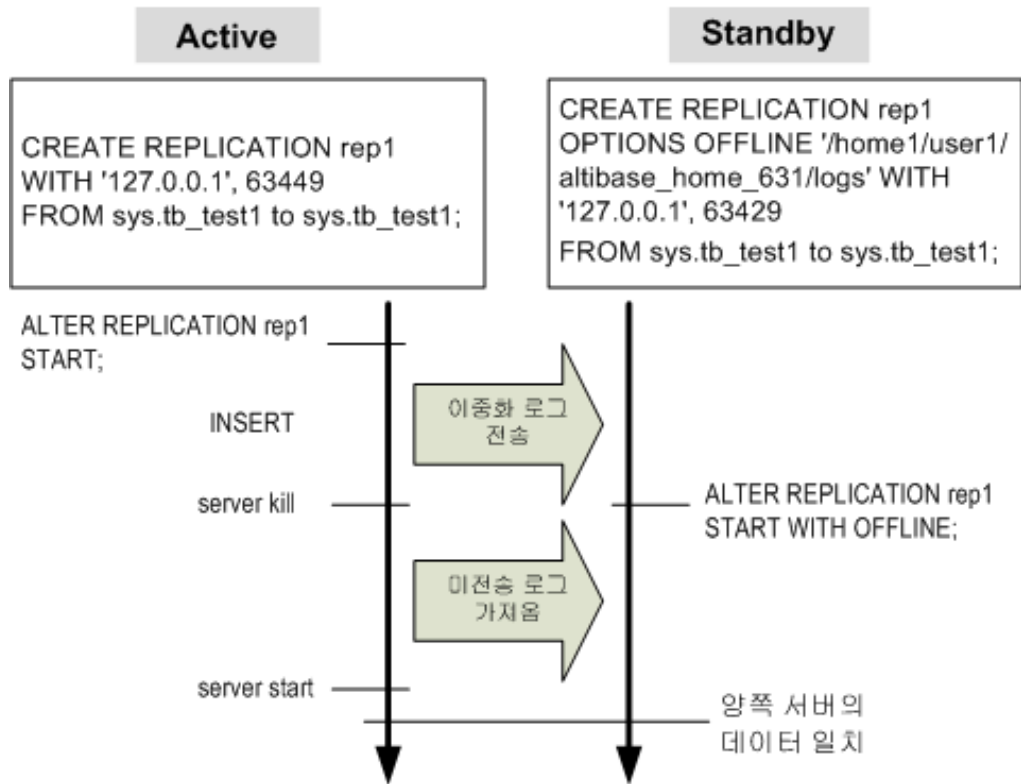 Active
Standby
CREATE REPLICATION rep1
WITH '127.0.0.1', 63449
FROM sys.tb_test1 to sys.tb_test1;
CREATE REPLICATION rep1
OPTIONS OFFLINE '/home1/user1/
altibase_home_631/logs' WITH
'127.0.0.1', 63429
FROM sys.tb_test1 to sys.tb_test1;
ALTER REPLICATION rep1
START;
INSERT
이중화 로그
전송
server kill
ALTER REPLICATION rep1
START WITH OFFLINE;
미전송 로그
가져옴
server start
양쪽 서버의
데이터 일치